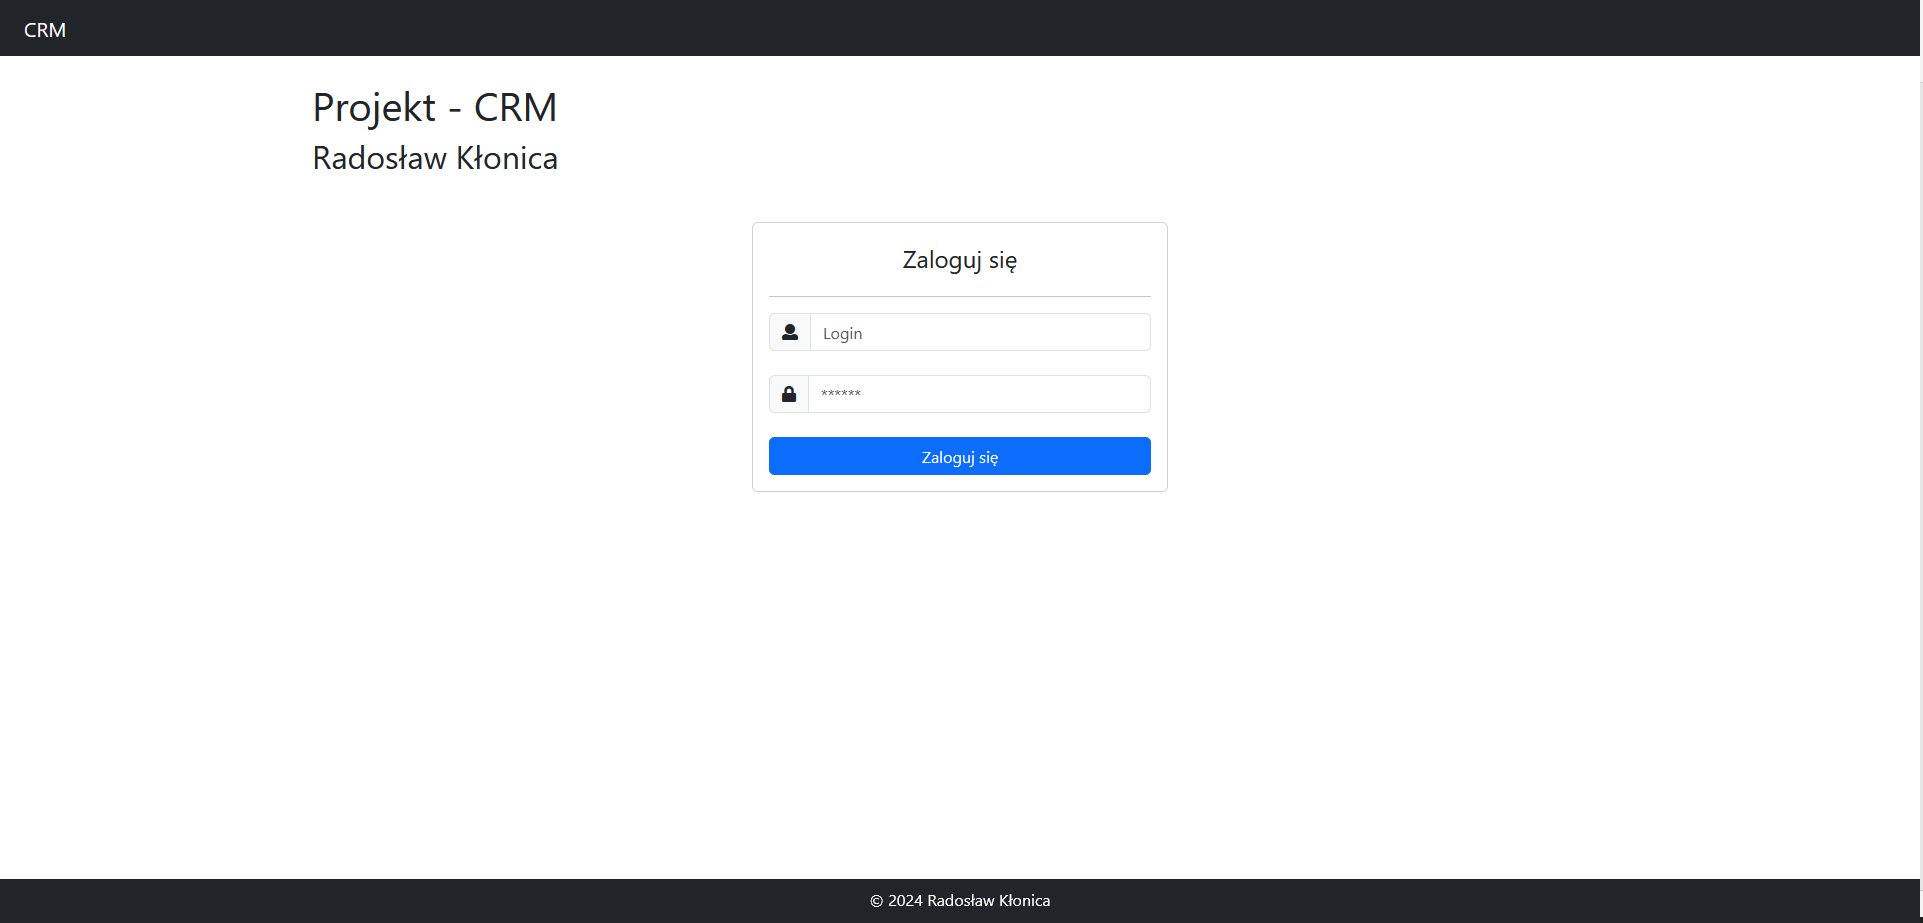 CRM
Projekt - CRM
Radosław Kłonica
Zaloguj się
Login
******
Zaloguj się
© 2024 Radosław Kłonica